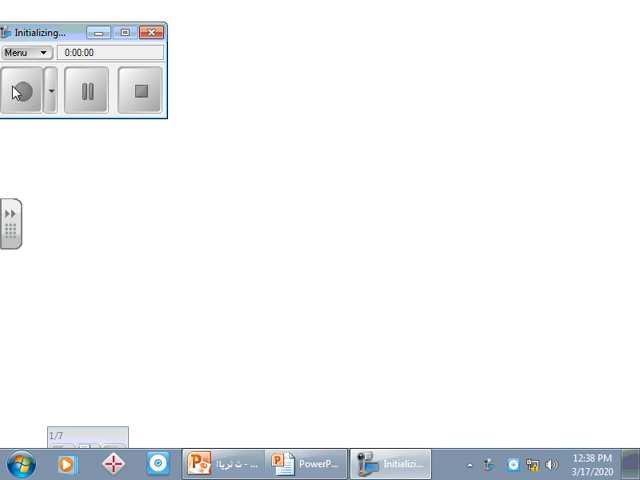 Initializing...
Menu
0:00:00
1/7
ت ثريا - ...
PowerP...
Initializi...
12:38 PM
3/17/2020